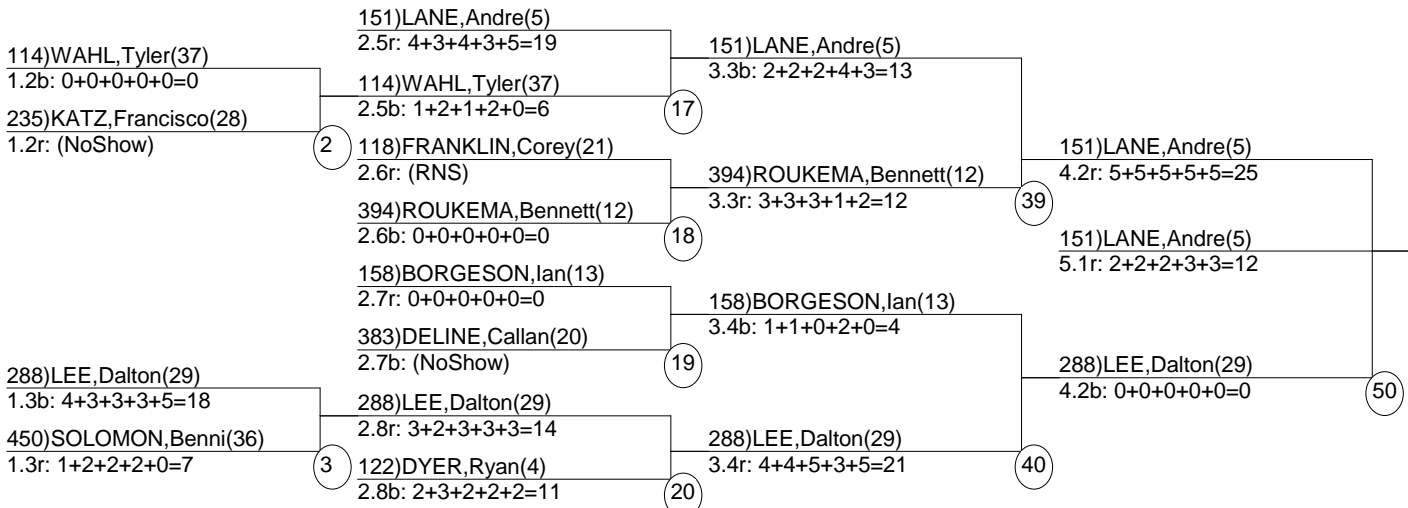 114)WAHL,Tyler(37)
1.2b: 0+0+0+0+0=0
235)KATZ,Francisco(28)
1.2r: (NoShow)
2
288)LEE,Dalton(29)
1.3b: 4+3+3+3+5=18
450)SOLOMON,Benni(36)
1.3r: 1+2+2+2+0=7
3
151)LANE,Andre(5)
2.5r: 4+3+4+3+5=19
114)WAHL,Tyler(37)
2.5b: 1+2+1+2+0=6
17
118)FRANKLIN,Corey(21)
2.6r: (RNS)
394)ROUKEMA,Bennett(12)
2.6b: 0+0+0+0+0=0
18
158)BORGESON,Ian(13)
2.7r: 0+0+0+0+0=0
383)DELINE,Callan(20)
2.7b: (NoShow)
19
288)LEE,Dalton(29)
2.8r: 3+2+3+3+3=14
122)DYER,Ryan(4)
2.8b: 2+3+2+2+2=11
20
151)LANE,Andre(5)
3.3b: 2+2+2+4+3=13
394)ROUKEMA,Bennett(12)
3.3r: 3+3+3+1+2=12
39
158)BORGESON,Ian(13)
3.4b: 1+1+0+2+0=4
288)LEE,Dalton(29)
3.4r: 4+4+5+3+5=21
40
151)LANE,Andre(5)
4.2r: 5+5+5+5+5=25
151)LANE,Andre(5)
5.1r: 2+2+2+3+3=12
288)LEE,Dalton(29)
4.2b: 0+0+0+0+0=0
50